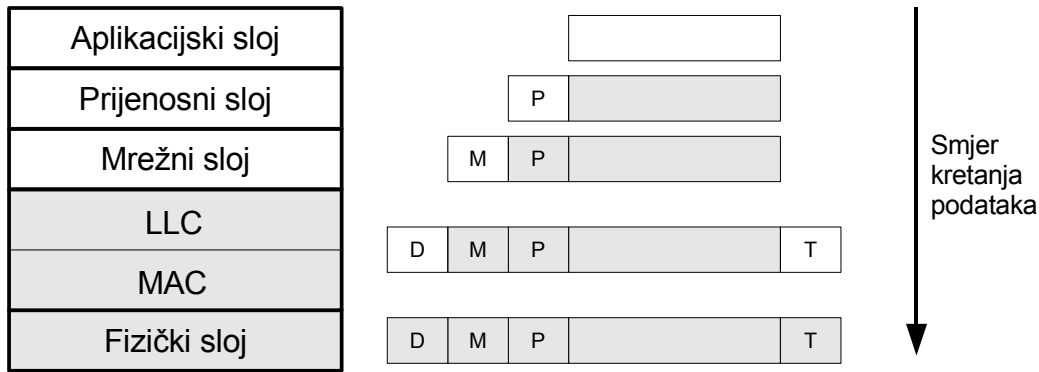 Aplikacijski sloj
Prijenosni sloj
P
Mrežni sloj
M P
LLC
D M P T
MAC
Fizički sloj
D M P T
Smjer
kretanja
podataka